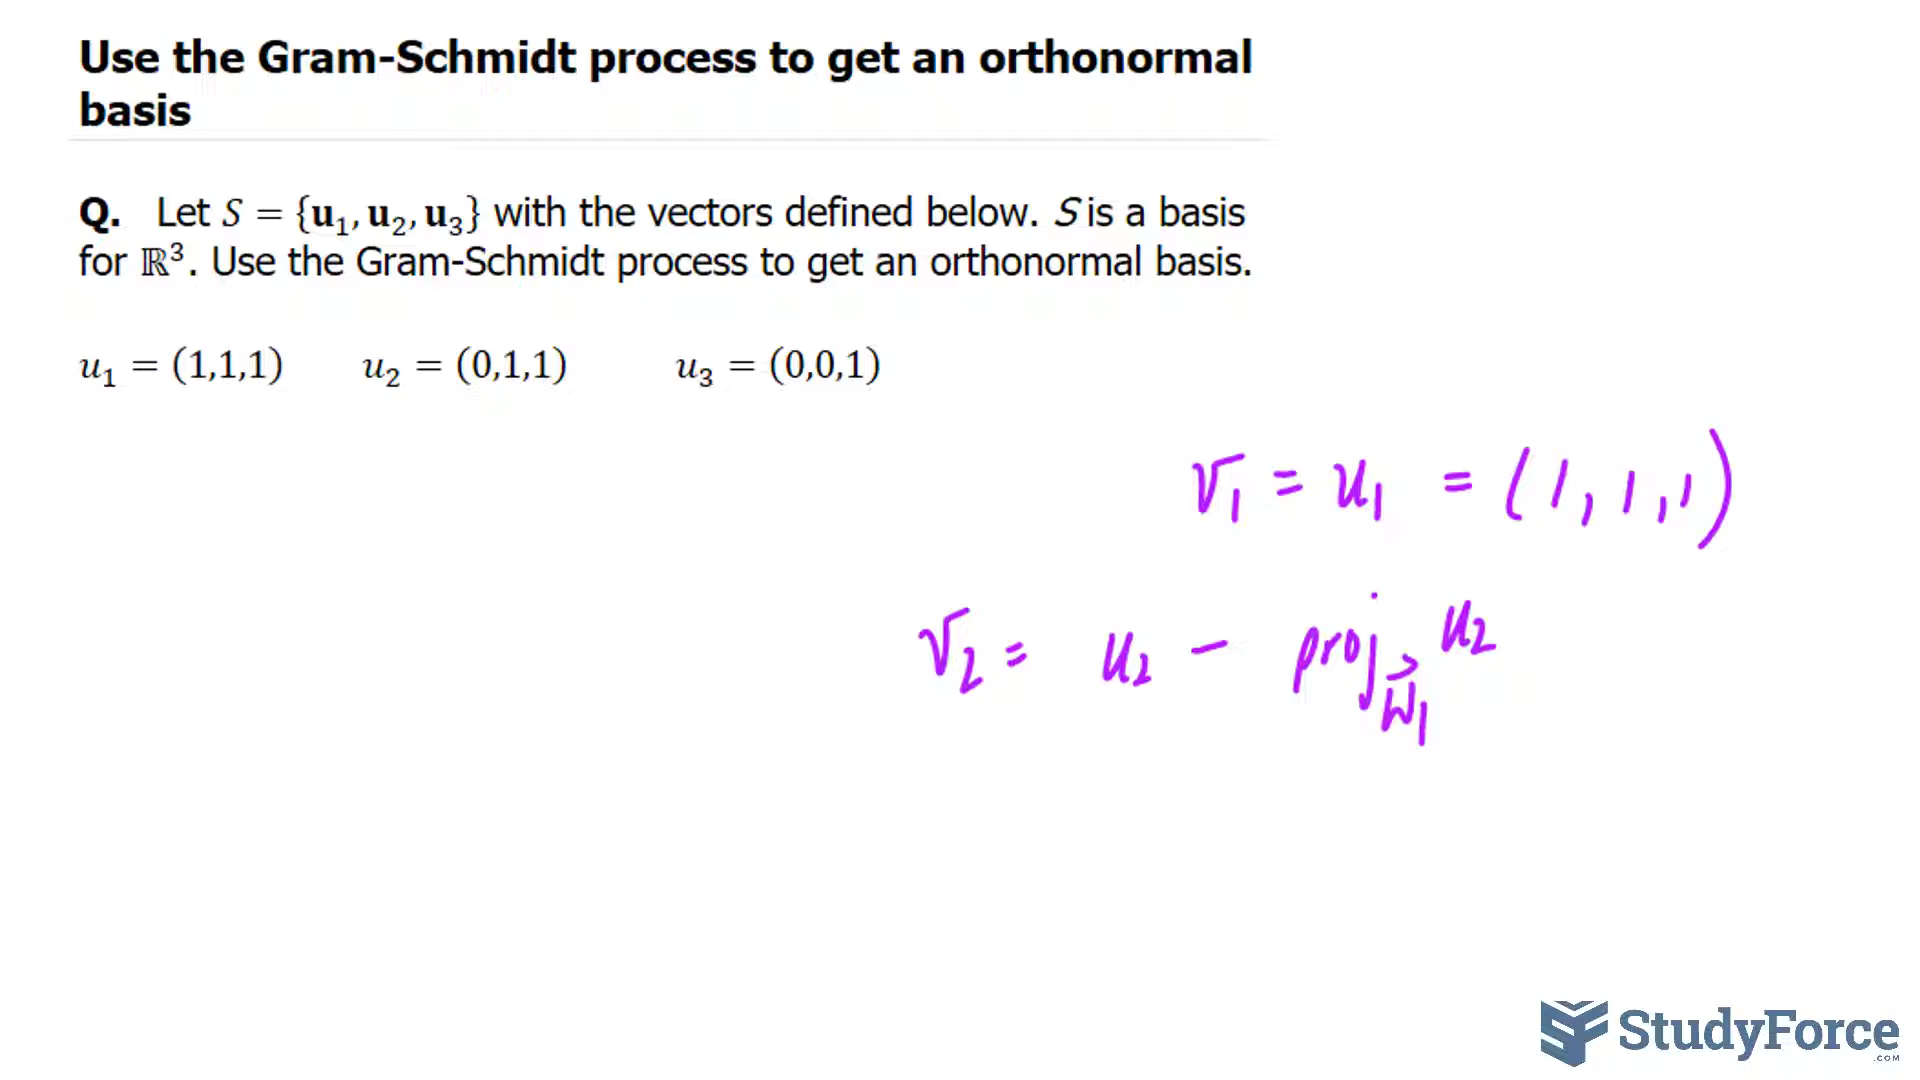 Use the Gram-Schmidt process to get an orthonormal
basis
Q. Let S = {u₁, u₂, u₃} with the vectors defined below. S is a basis
for ℝ³. Use the Gram-Schmidt process to get an orthonormal basis.
u₁ = (1,1,1) u₂ = (0,1,1) u₃ = (0,0,1)
v₁ = u₁ = (1, 1, 1)
v₂ = u₂ − proj_W⃗₁ u₂
StudyForce
.COM